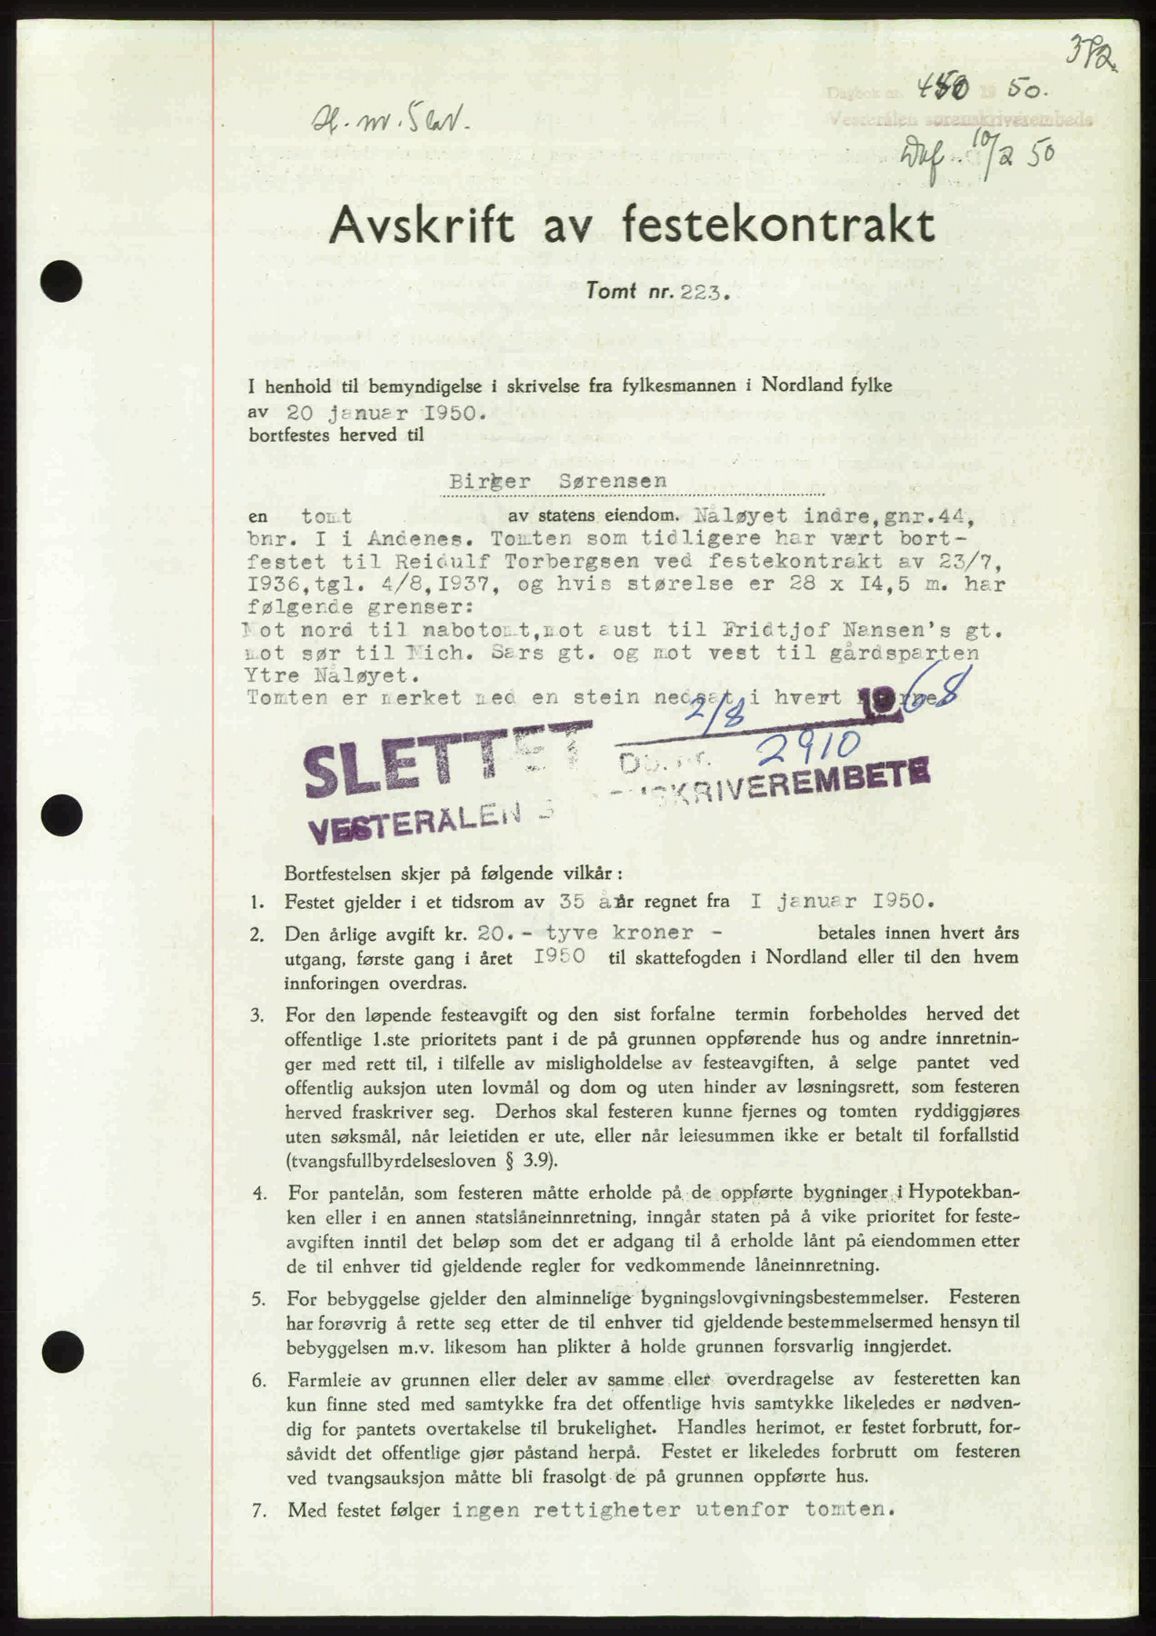 372.
Dagbok nr. 450 19 50.
Vesterålen sorenskriverembede
H. nr. 5
10/2 50
Avskrift av festekontrakt
Tomt nr. 223.
I henhold til bemyndigelse i skrivelse fra fylkesmannen i Nordland fylke
av 20 januar I950.
bortfestes herved til
Birger Sørensen
en tomt av statens eiendom. Nåløyet indre,gnr.44,
bnr. I i Andenes. Tomten som tidligere har vært bort-
festet til Reidulf Torbergsen ved festekontrakt av 23/7,
I936,tgl. 4/8,I937, og hvis størelse er 28 x I4,5 m. har
følgende grenser:
Mot nord til nabotomt,mot aust til Fridtjof Nansen's gt.
mot sør til Mich. Sars gt. og mot vest til gårdsparten
Ytre Nåløyet.
Tomten er merket med en stein nedsat i hvert
2/8 1968
SLETTET 2910
VESTERÅLEN SORENSKRIVEREMBETE
Bortfestelsen skjer på følgende vilkår :
1. Festet gjelder i et tidsrom av 35 år regnet fra I januar I950.
2. Den årlige avgift kr. 20.- tyve kroner - betales innen hvert års
utgang, første gang i året I950 til skattefogden i Nordland eller til den hvem
innforingen overdras.
3. For den løpende festeavgift og den sist forfalne termin forbeholdes herved det
offentlige 1.ste prioritets pant i de på grunnen oppførende hus og andre innretnin-
ger med rett til, i tilfelle av misligholdelse av festeavgiften, å selge pantet ved
offentlig auksjon uten lovmål og dom og uten hinder av løsningsrett, som festeren
herved fraskriver seg. Derhos skal festeren kunne fjernes og tomten ryddiggjøres
uten søksmål, når leietiden er ute, eller når leiesummen ikke er betalt til forfallstid
(tvangsfullbyrdelsesloven § 3.9).
4. For pantelån, som festeren måtte erholde på de oppførte bygninger i Hypotekban-
ken eller i en annen statslåneinnretning, inngår staten på å vike prioritet for feste-
avgiften inntil det beløp som det er adgang til å erholde lånt på eiendommen etter
de til enhver tid gjeldende regler for vedkommende låneinnretning.
5. For bebyggelse gjelder den alminnelige bygningslovgivningsbestemmelser. Festeren
har forøvrig å rette seg etter de til enhver tid gjeldende bestemmelsermed hensyn til
bebyggelsen m.v. likesom han plikter å holde grunnen forsvarlig inngjerdet.
6. Farmleie av grunnen eller deler av samme eller overdragelse av festeretten kan
kun finne sted med samtykke fra det offentlige hvis samtykke likeledes er nødven-
dig for pantets overtakelse til brukelighet. Handles herimot, er festet forbrutt, for-
såvidt det offentlige gjør påstand herpå. Festet er likeledes forbrutt om festeren
ved tvangsauksjon måtte bli frasolgt de på grunnen oppførte hus.
7. Med festet følger ingen rettigheter utenfor tomten.